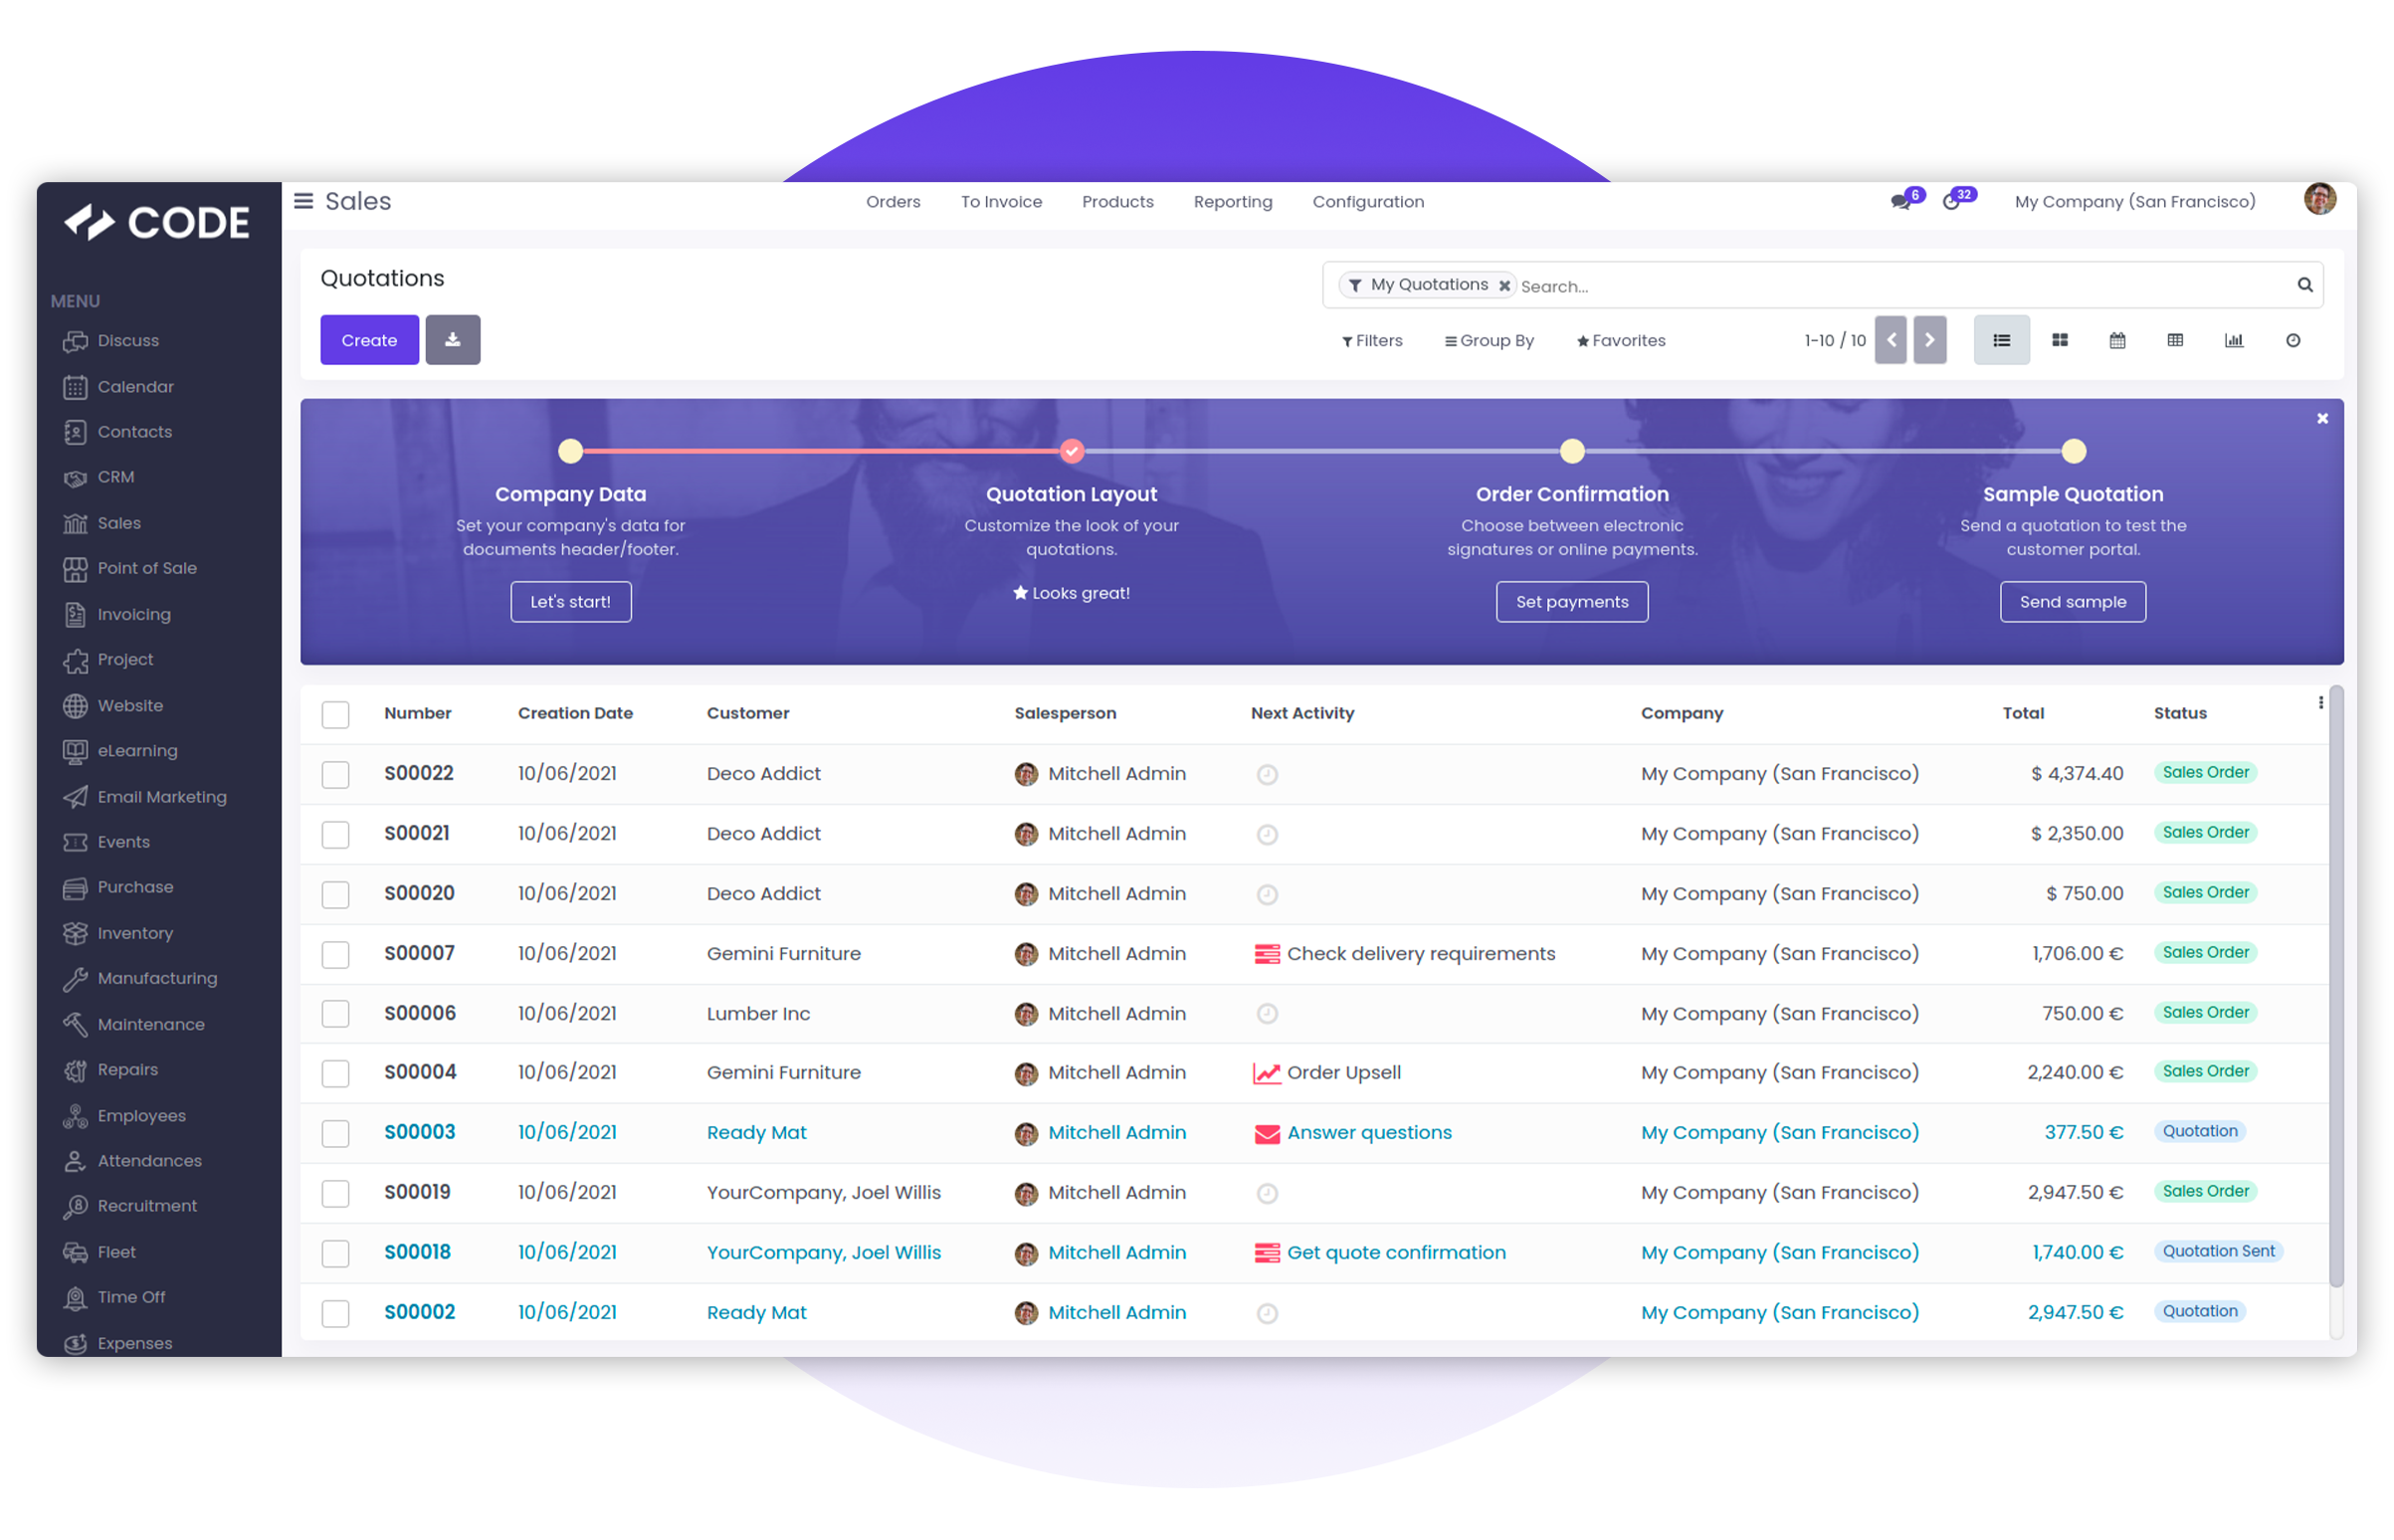 CODE
Sales
Orders To Invoice Products Reporting Configuration
6 32 My Company (San Francisco)
MENU
Discuss
Calendar
Contacts
CRM
Sales
Point of Sale
Invoicing
Project
Website
eLearning
Email Marketing
Events
Purchase
Inventory
Manufacturing
Maintenance
Repairs
Employees
Attendances
Recruitment
Fleet
Time Off
Expenses
Quotations
My Quotations Search...
Create
Filters Group By Favorites 1-10 / 10
Company Data
Set your company's data for
documents header/footer.
Let's start!
Quotation Layout
Customize the look of your
quotations.
Looks great!
Order Confirmation
Choose between electronic
signatures or online payments.
Set payments
Sample Quotation
Send a quotation to test the
customer portal.
Send sample
Number Creation Date Customer Salesperson Next Activity Company Total Status
S00022 10/06/2021 Deco Addict Mitchell Admin My Company (San Francisco) $ 4,374.40 Sales Order
S00021 10/06/2021 Deco Addict Mitchell Admin My Company (San Francisco) $ 2,350.00 Sales Order
S00020 10/06/2021 Deco Addict Mitchell Admin My Company (San Francisco) $ 750.00 Sales Order
S00007 10/06/2021 Gemini Furniture Mitchell Admin Check delivery requirements My Company (San Francisco) 1,706.00 € Sales Order
S00006 10/06/2021 Lumber Inc Mitchell Admin My Company (San Francisco) 750.00 € Sales Order
S00004 10/06/2021 Gemini Furniture Mitchell Admin Order Upsell My Company (San Francisco) 2,240.00 € Sales Order
S00003 10/06/2021 Ready Mat Mitchell Admin Answer questions My Company (San Francisco) 377.50 € Quotation
S00019 10/06/2021 YourCompany, Joel Willis Mitchell Admin My Company (San Francisco) 2,947.50 € Sales Order
S00018 10/06/2021 YourCompany, Joel Willis Mitchell Admin Get quote confirmation My Company (San Francisco) 1,740.00 € Quotation Sent
S00002 10/06/2021 Ready Mat Mitchell Admin My Company (San Francisco) 2,947.50 € Quotation